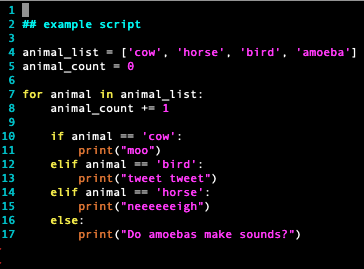 1
2 ## example script
3
4 animal_list = ['cow', 'horse', 'bird', 'amoeba']
5 animal_count = 0
6
7 for animal in animal_list:
8     animal_count += 1
9
10     if animal == 'cow':
11         print("moo")
12     elif animal == 'bird':
13         print("tweet tweet")
14     elif animal == 'horse':
15         print("neeeeeeigh")
16     else:
17         print("Do amoebas make sounds?")